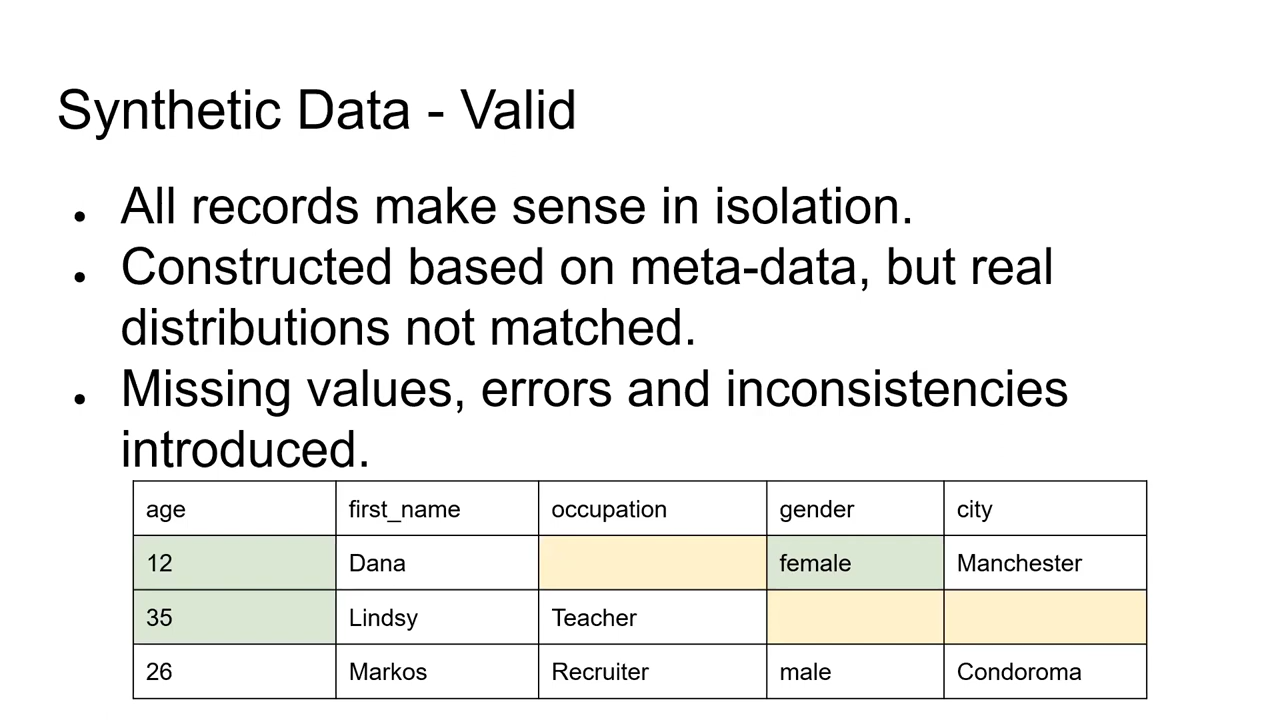 Synthetic Data - Valid
• All records make sense in isolation.
• Constructed based on meta-data, but real
distributions not matched.
• Missing values, errors and inconsistencies
introduced.
age first_name occupation gender city
12 Dana female Manchester
35 Lindsy Teacher
26 Markos Recruiter male Condoroma